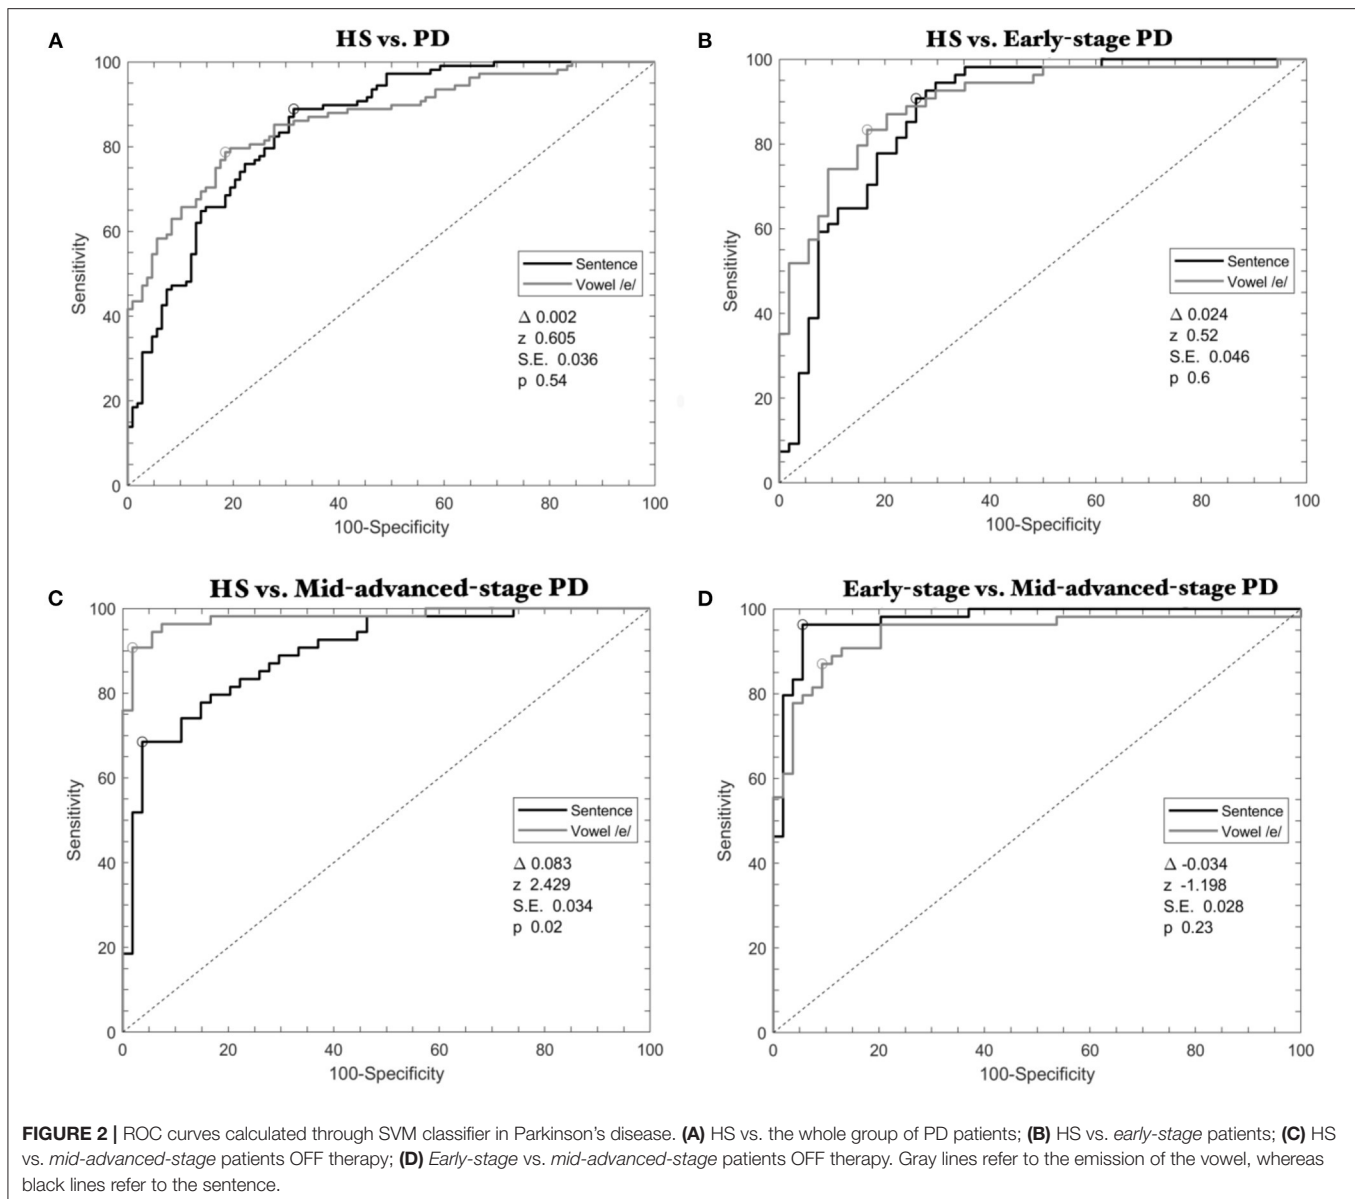 A
HS vs. PD
100
80
60
40
20
0
Sensitivity
Sentence
Vowel /e/
Δ 0.002
z 0.605
S.E. 0.036
p 0.54
0 20 40 60 80 100
100-Specificity
B
HS vs. Early-stage PD
100
80
60
40
20
0
Sensitivity
Sentence
Vowel /e/
Δ 0.024
z 0.52
S.E. 0.046
p 0.6
0 20 40 60 80 100
100-Specificity
C
HS vs. Mid-advanced-stage PD
100
80
60
40
20
0
Sensitivity
Sentence
Vowel /e/
Δ 0.083
z 2.429
S.E. 0.034
p 0.02
0 20 40 60 80 100
100-Specificity
D
Early-stage vs. Mid-advanced-stage PD
100
80
60
40
20
0
Sensitivity
Sentence
Vowel /e/
Δ -0.034
z -1.198
S.E. 0.028
p 0.23
0 20 40 60 80 100
100-Specificity
FIGURE 2 | ROC curves calculated through SVM classifier in Parkinson's disease. (A) HS vs. the whole group of PD patients; (B) HS vs. early-stage patients; (C) HS
vs. mid-advanced-stage patients OFF therapy; (D) Early-stage vs. mid-advanced-stage patients OFF therapy. Gray lines refer to the emission of the vowel, whereas
black lines refer to the sentence.